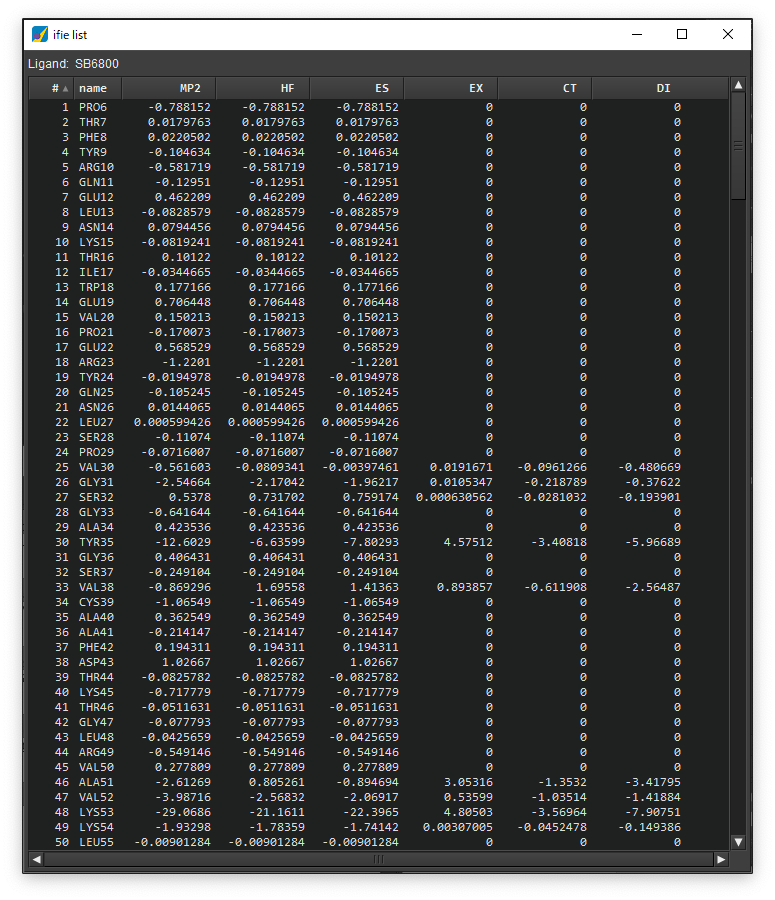 ifie list
Ligand: SB6800
# name MP2 HF ES EX CT DI
1 PRO6 -0.788152 -0.788152 -0.788152 0 0 0
2 THR7 0.0179763 0.0179763 0.0179763 0 0 0
3 PHE8 0.0220502 0.0220502 0.0220502 0 0 0
4 TYR9 -0.104634 -0.104634 -0.104634 0 0 0
5 ARG10 -0.581719 -0.581719 -0.581719 0 0 0
6 GLN11 -0.12951 -0.12951 -0.12951 0 0 0
7 GLU12 0.462209 0.462209 0.462209 0 0 0
8 LEU13 -0.0828579 -0.0828579 -0.0828579 0 0 0
9 ASN14 0.0794456 0.0794456 0.0794456 0 0 0
10 LYS15 -0.0819241 -0.0819241 -0.0819241 0 0 0
11 THR16 0.10122 0.10122 0.10122 0 0 0
12 ILE17 -0.0344665 -0.0344665 -0.0344665 0 0 0
13 TRP18 0.177166 0.177166 0.177166 0 0 0
14 GLU19 0.706448 0.706448 0.706448 0 0 0
15 VAL20 0.150213 0.150213 0.150213 0 0 0
16 PRO21 -0.170073 -0.170073 -0.170073 0 0 0
17 GLU22 0.568529 0.568529 0.568529 0 0 0
18 ARG23 -1.2201 -1.2201 -1.2201 0 0 0
19 TYR24 -0.0194978 -0.0194978 -0.0194978 0 0 0
20 GLN25 -0.105245 -0.105245 -0.105245 0 0 0
21 ASN26 0.0144065 0.0144065 0.0144065 0 0 0
22 LEU27 0.000599426 0.000599426 0.000599426 0 0 0
23 SER28 -0.11074 -0.11074 -0.11074 0 0 0
24 PRO29 -0.0716007 -0.0716007 -0.0716007 0 0 0
25 VAL30 -0.561603 -0.0809341 -0.00397461 0.0191671 -0.0961266 -0.480669
26 GLY31 -2.54664 -2.17042 -1.96217 0.0105347 -0.218789 -0.37622
27 SER32 0.5378 0.731702 0.759174 0.000630562 -0.0281032 -0.193901
28 GLY33 -0.641644 -0.641644 -0.641644 0 0 0
29 ALA34 0.423536 0.423536 0.423536 0 0 0
30 TYR35 -12.6029 -6.63599 -7.80293 4.57512 -3.40818 -5.96689
31 GLY36 0.406431 0.406431 0.406431 0 0 0
32 SER37 -0.249104 -0.249104 -0.249104 0 0 0
33 VAL38 -0.869296 1.69558 1.41363 0.893857 -0.611908 -2.56487
34 CYS39 -1.06549 -1.06549 -1.06549 0 0 0
35 ALA40 0.362549 0.362549 0.362549 0 0 0
36 ALA41 -0.214147 -0.214147 -0.214147 0 0 0
37 PHE42 0.194311 0.194311 0.194311 0 0 0
38 ASP43 1.02667 1.02667 1.02667 0 0 0
39 THR44 -0.0825782 -0.0825782 -0.0825782 0 0 0
40 LYS45 -0.717779 -0.717779 -0.717779 0 0 0
41 THR46 -0.0511631 -0.0511631 -0.0511631 0 0 0
42 GLY47 -0.077793 -0.077793 -0.077793 0 0 0
43 LEU48 -0.0425659 -0.0425659 -0.0425659 0 0 0
44 ARG49 -0.549146 -0.549146 -0.549146 0 0 0
45 VAL50 0.277809 0.277809 0.277809 0 0 0
46 ALA51 -2.61269 0.805261 -0.894694 3.05316 -1.3532 -3.41795
47 VAL52 -3.98716 -2.56832 -2.06917 0.53599 -1.03514 -1.41884
48 LYS53 -29.0686 -21.1611 -22.3965 4.80503 -3.56964 -7.90751
49 LYS54 -1.93298 -1.78359 -1.74142 0.00307005 -0.0452478 -0.149386
50 LEU55 -0.00901284 -0.00901284 -0.00901284 0 0 0